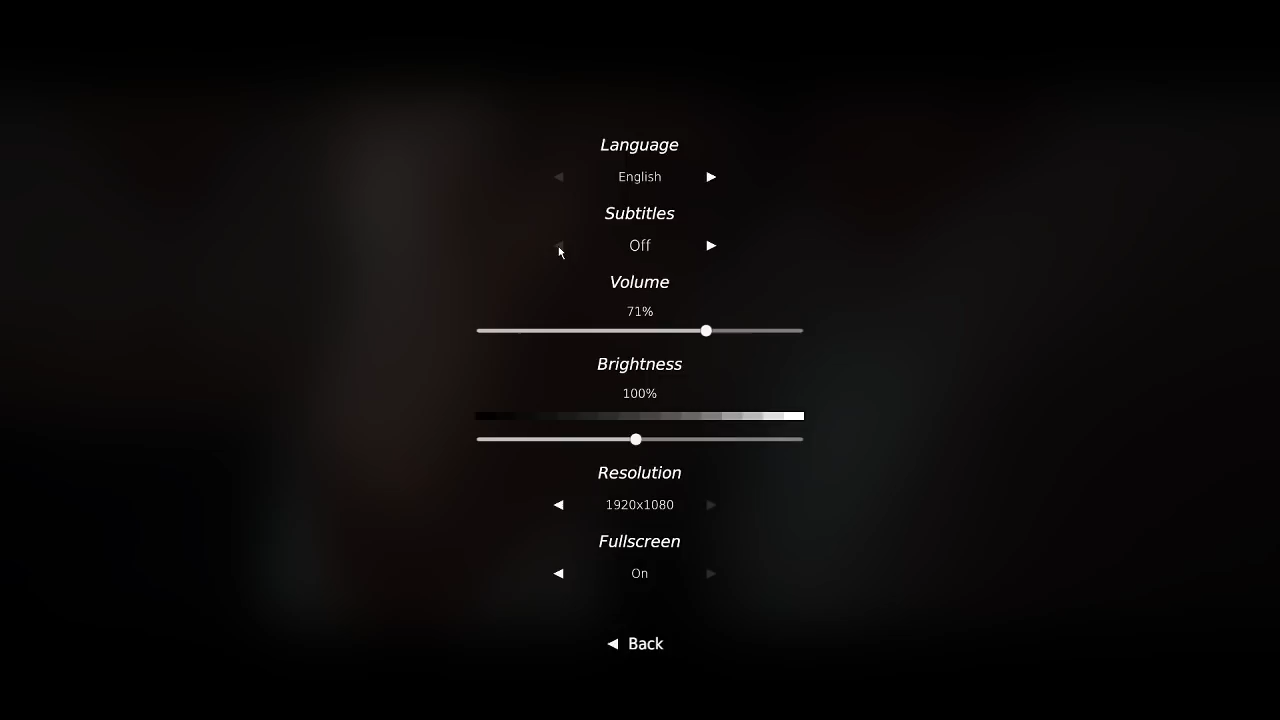 Language
English
Subtitles
Off
Volume
71%
Brightness
100%
Resolution
1920x1080
Fullscreen
On
Back